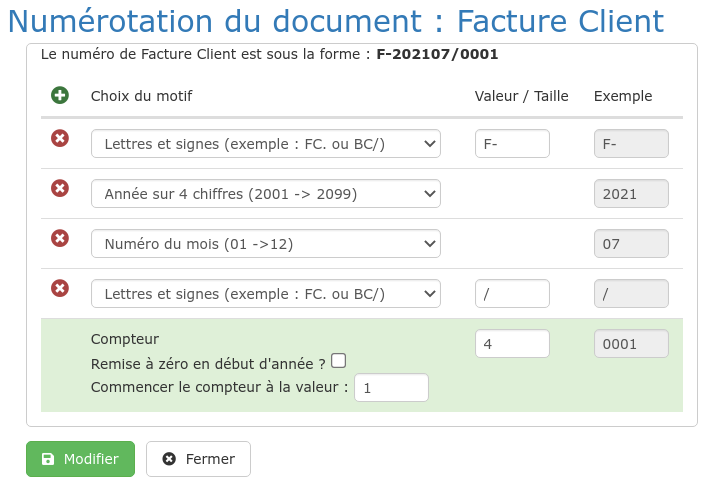 Numérotation du document : Facture Client
Le numéro de Facture Client est sous la forme : F-202107/0001
Choix du motif Valeur / Taille Exemple
Lettres et signes (exemple : FC. ou BC/) F- F-
Année sur 4 chiffres (2001 -> 2099) 2021
Numéro du mois (01 ->12) 07
Lettres et signes (exemple : FC. ou BC/) / /
Compteur 4 0001
Remise à zéro en début d'année ?
Commencer le compteur à la valeur : 1
Modifier Fermer